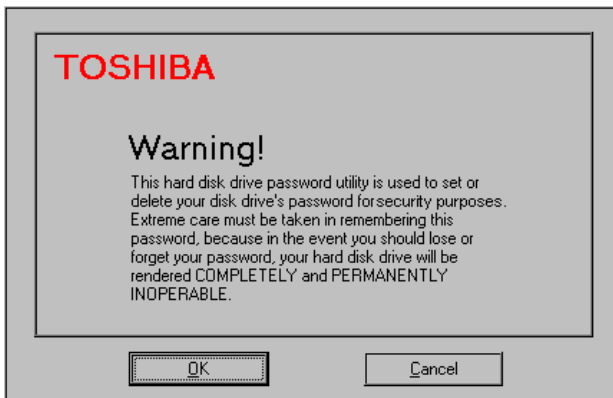 TOSHIBA
Warning!
This hard disk drive password utility is used to set or
delete your disk drive's password for security purposes.
Extreme care must be taken in remembering this
password, because in the event you should lose or
forget your password, your hard disk drive will be
rendered COMPLETELY and PERMANENTLY
INOPERABLE.
OK
Cancel